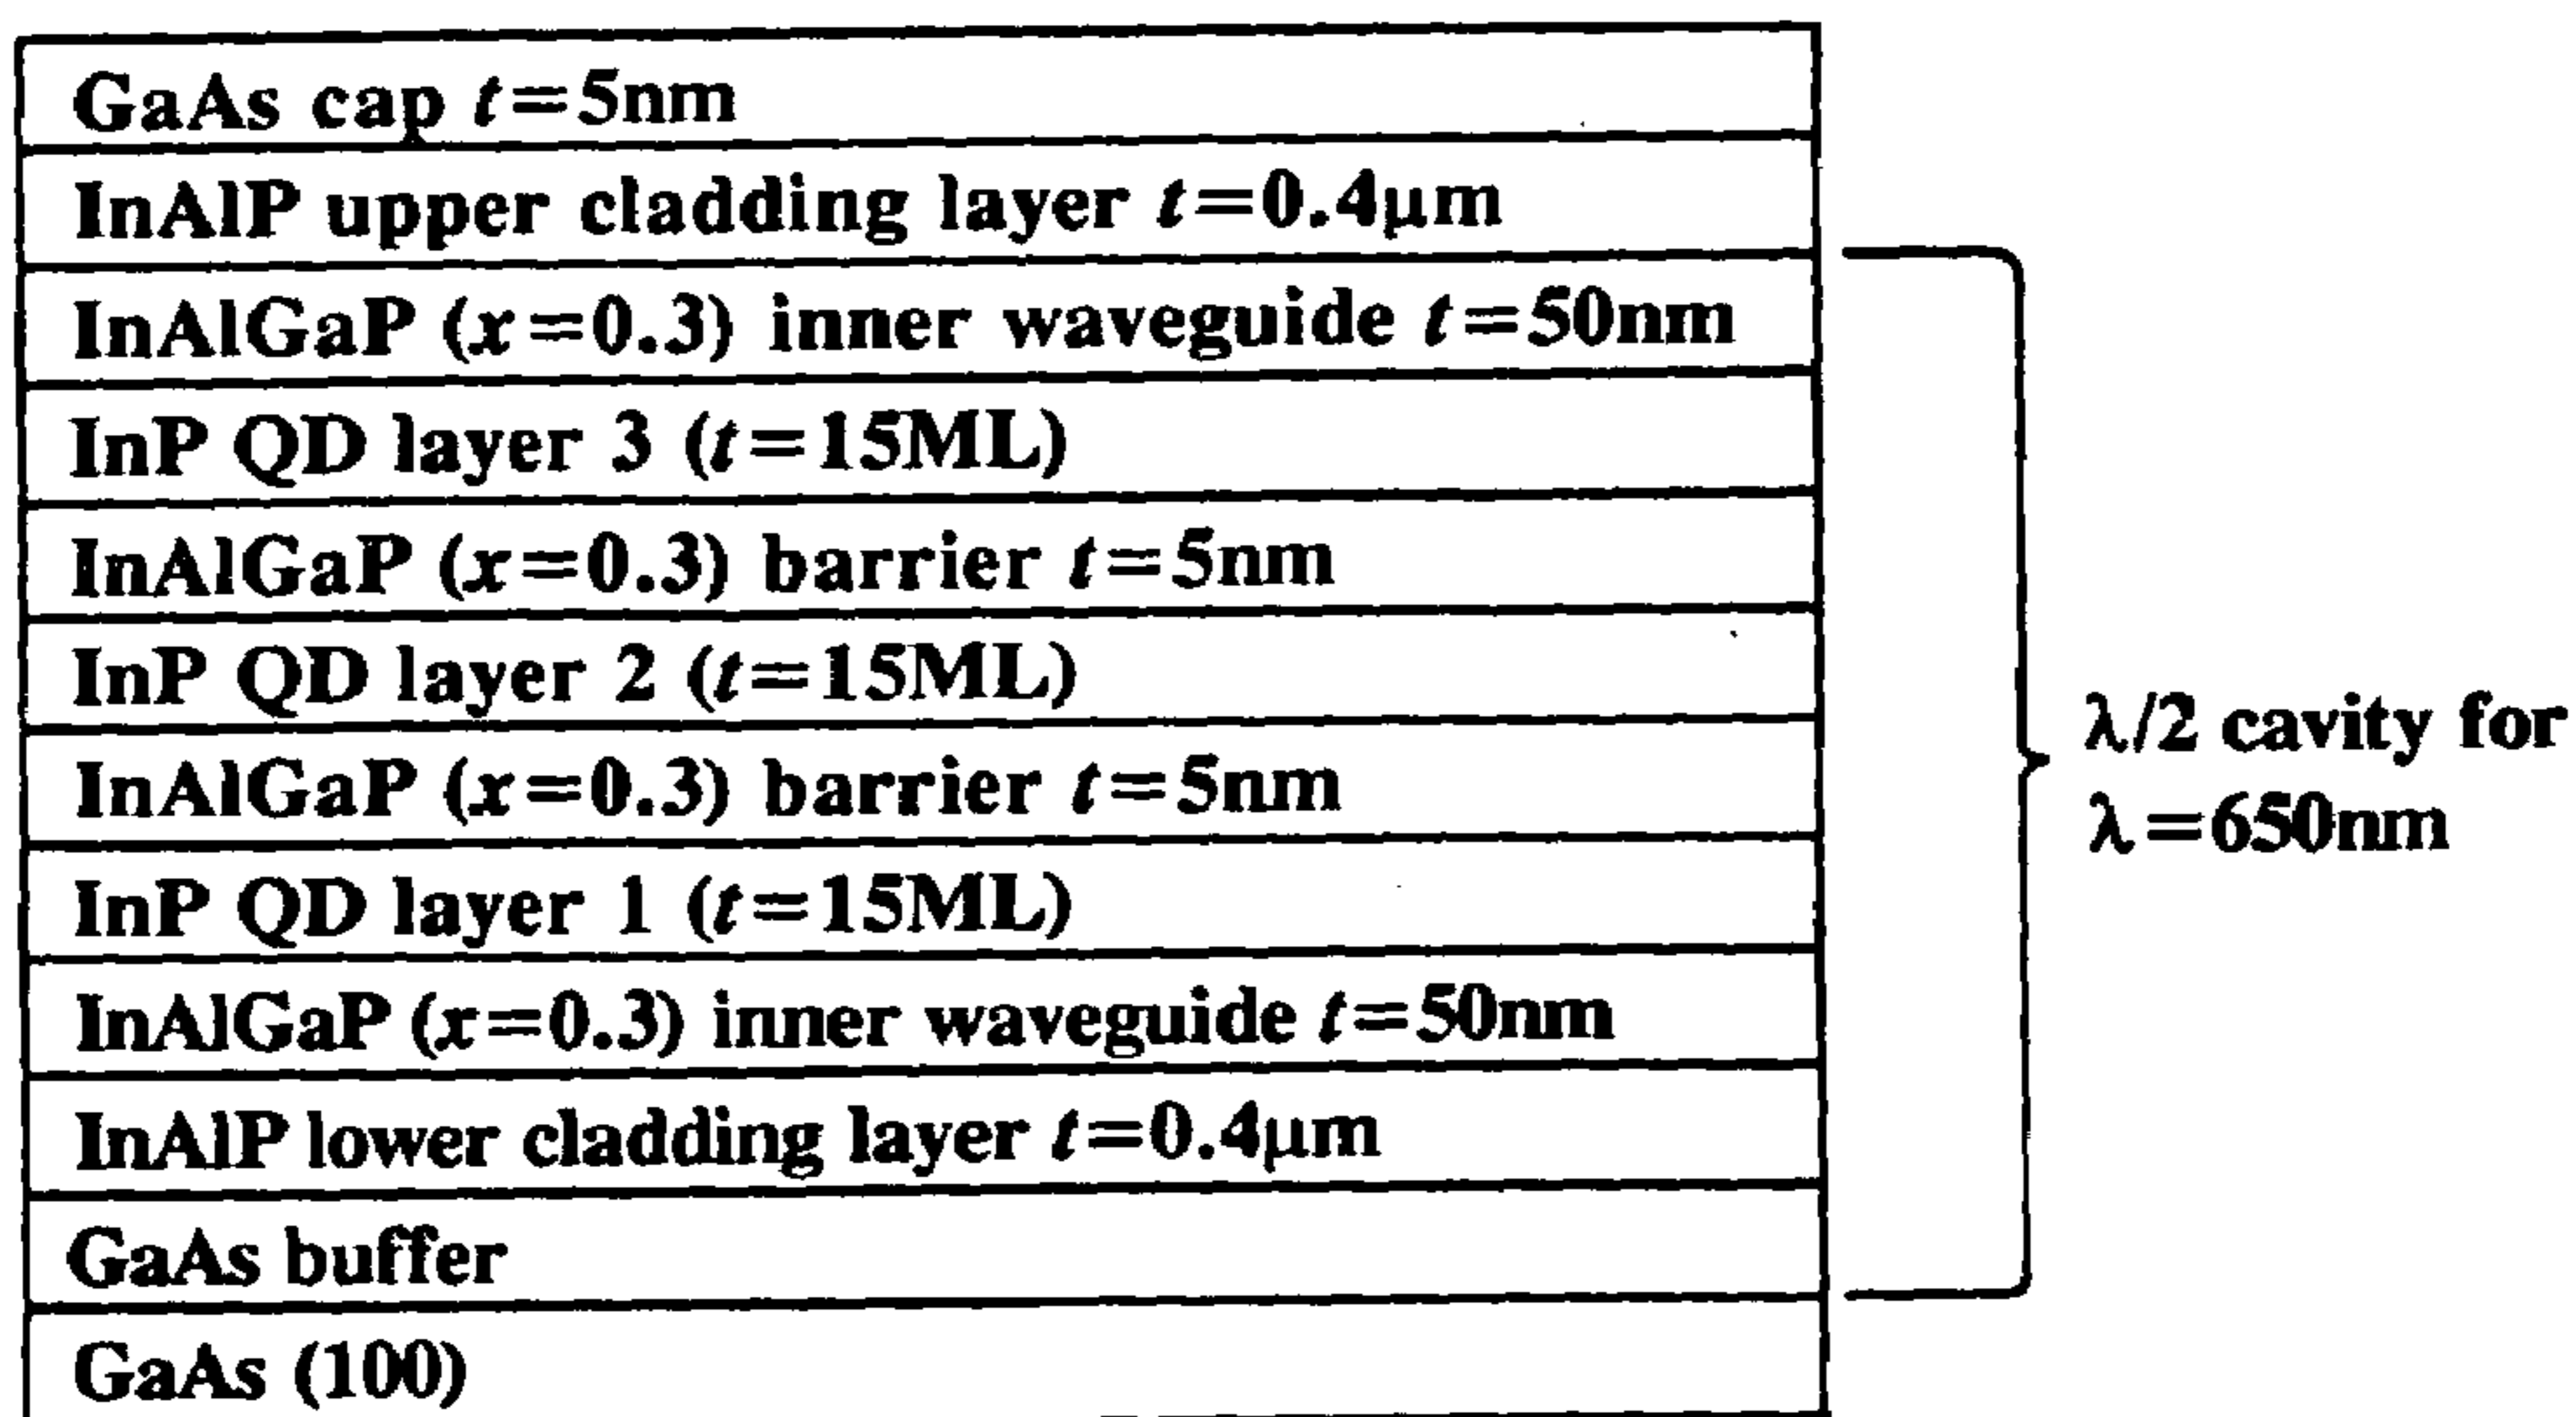 GaAs cap t=5nm
InAlP upper cladding layer t=0.4μm
InAlGaP (x=0.3) inner waveguide t=50nm
InP QD layer 3 (t=15ML)
InAlGaP (x=0.3) barrier t=5nm
InP QD layer 2 (t=15ML)
InAlGaP (x=0.3) barrier t=5nm
InP QD layer 1 (t=15ML)
InAlGaP (x=0.3) inner waveguide t=50nm
InAlP lower cladding layer t=0.4μm
GaAs buffer
GaAs (100)
λ/2 cavity for
λ=650nm